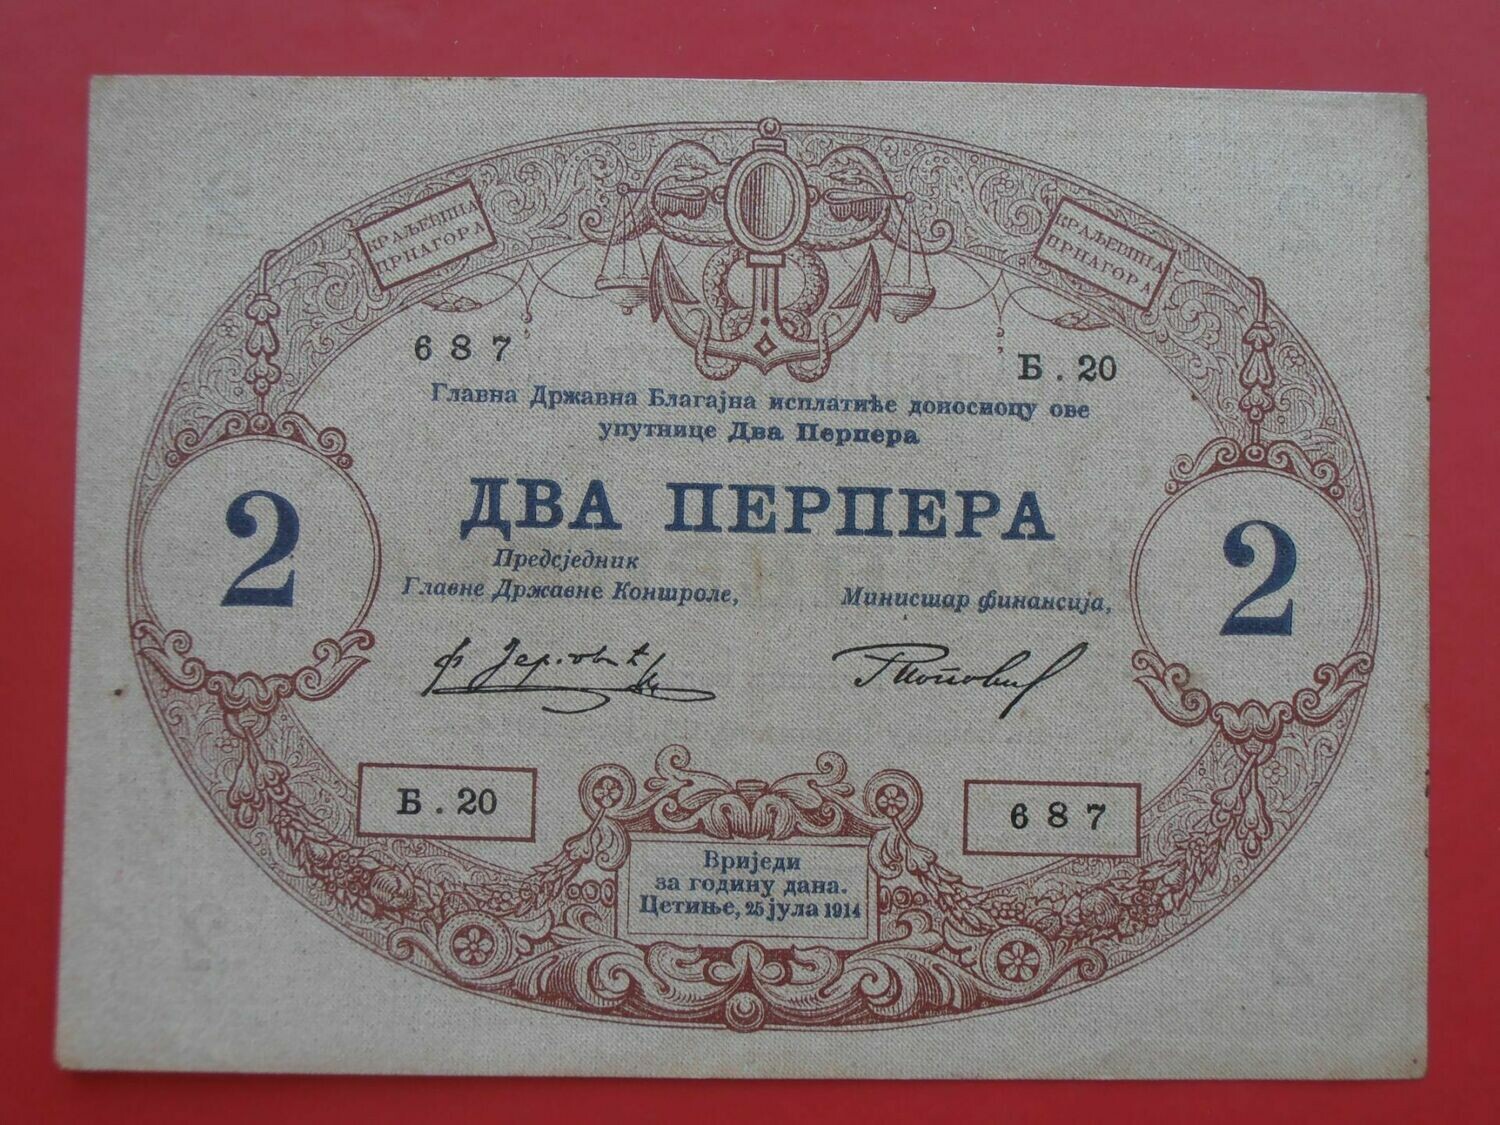 КРАЉЕВИНА
ЦРНАГОРА
КРАЉЕВИНА
ЦРНАГОРА
687
Б. 20
Главна Државна Благајна исплатиће доносиоцу ове
упутнице Два Перпера
ДВА ПЕРПЕРА
2
2
Предсједник
Главне Државне Контроле,
Министар финансија,
Б. 20
687
Вриједи
за годину дана.
Цетиње, 25 јула 1914